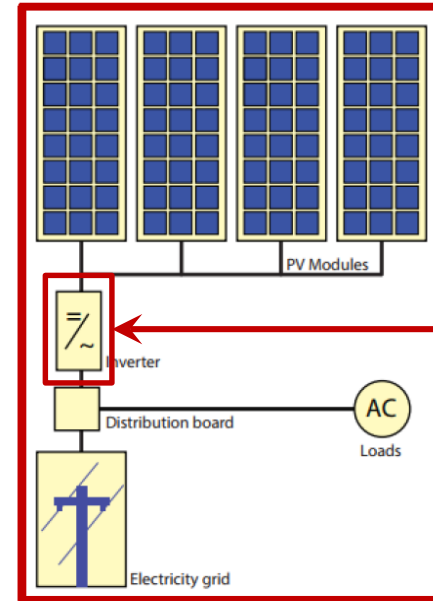 PV Modules
=/~
Inverter
Distribution board
AC
Loads
Electricity grid